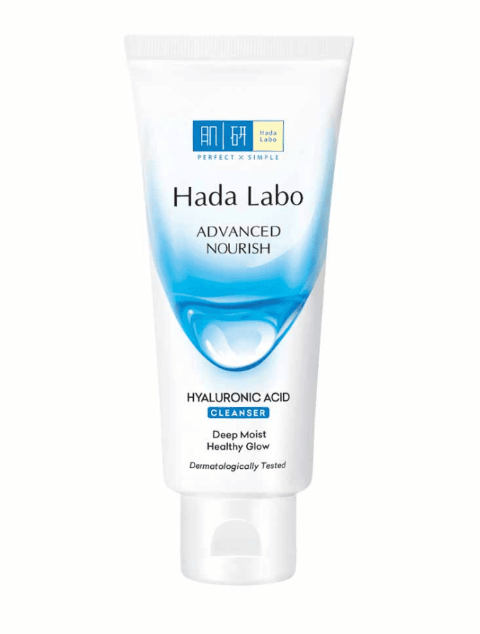 肌研 Hada
Labo
PERFECT × SIMPLE
Hada Labo
ADVANCED
NOURISH
HYALURONIC ACID
CLEANSER
Deep Moist
Healthy Glow
Dermatologically Tested